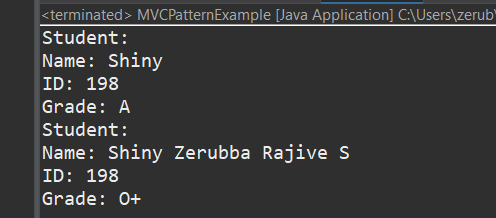 <terminated> MVCPatternExample [Java Application] C:\Users\zerub\
Student:
Name: Shiny
ID: 198
Grade: A
Student:
Name: Shiny Zerubba Rajive S
ID: 198
Grade: O+